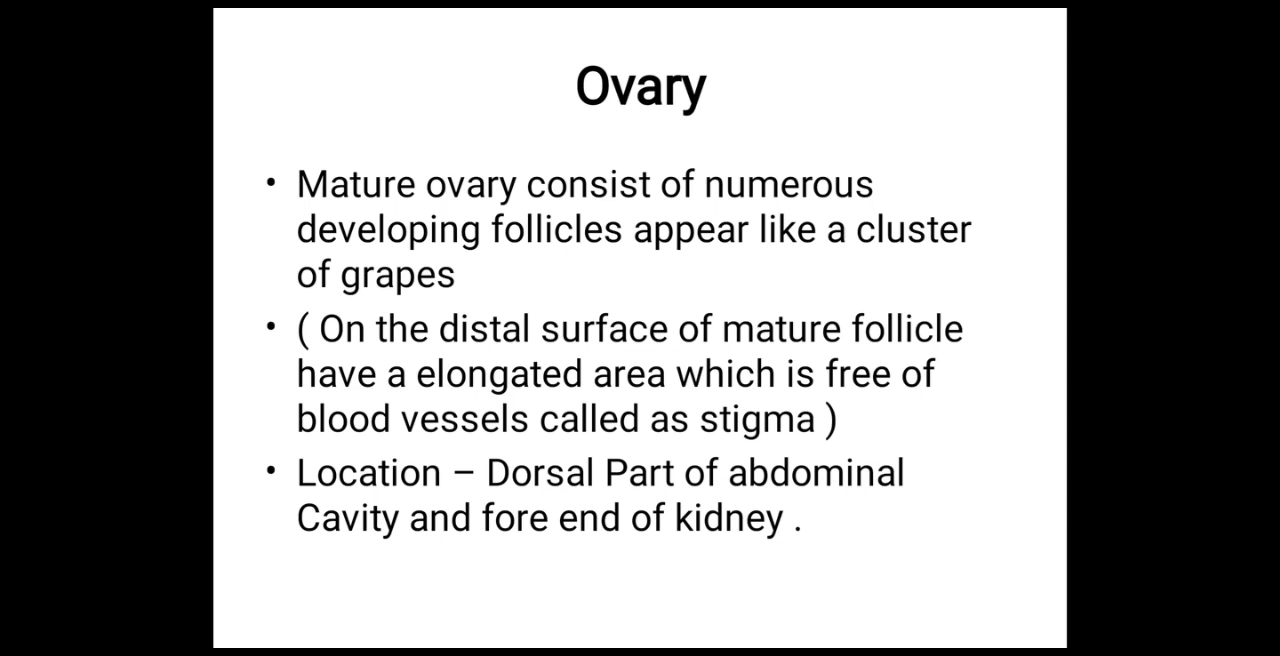 Ovary
• Mature ovary consist of numerous
developing follicles appear like a cluster
of grapes
• ( On the distal surface of mature follicle
have a elongated area which is free of
blood vessels called as stigma )
• Location – Dorsal Part of abdominal
Cavity and fore end of kidney .